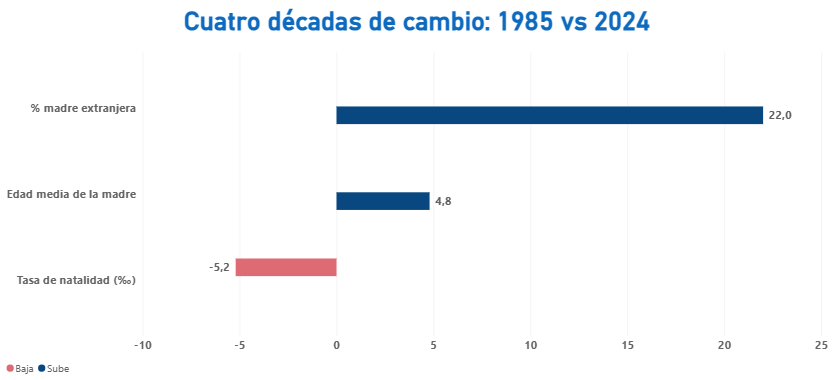 Cuatro décadas de cambio: 1985 vs 2024
% madre extranjera
22,0
Edad media de la madre
4,8
-5,2
Tasa de natalidad (‰)
-10 -5 0 5 10 15 20 25
Baja Sube